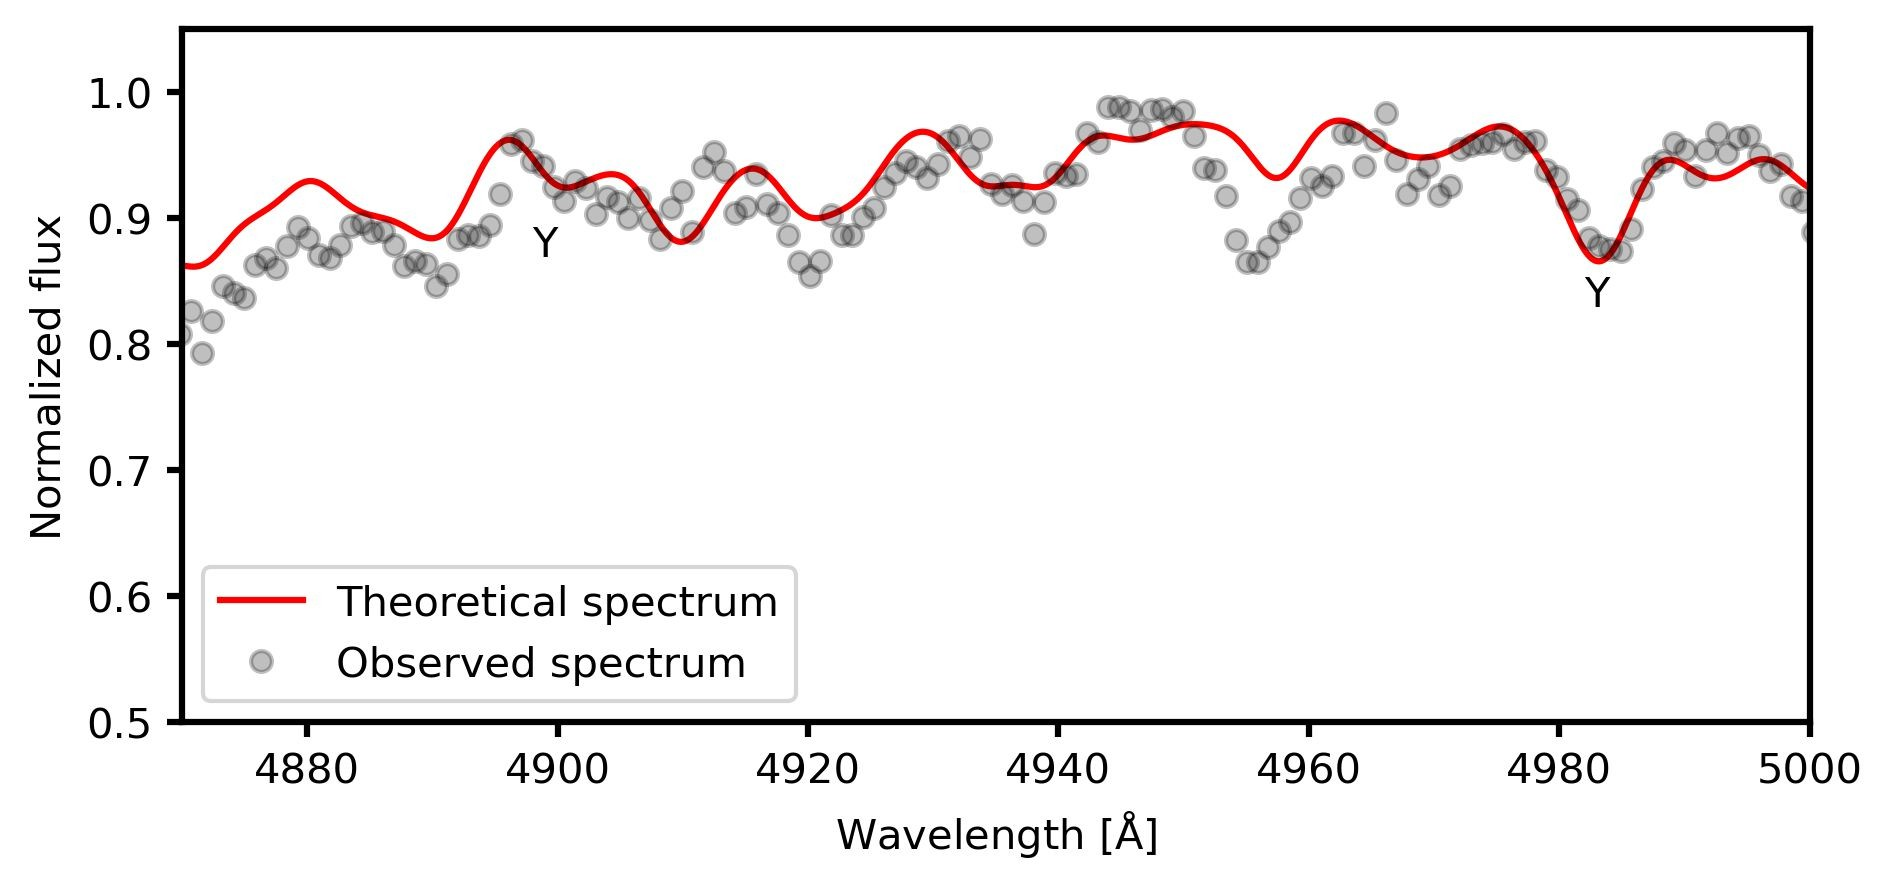 1.0
0.9
0.8
0.7
0.6
0.5
Normalized flux
Y
Y
Theoretical spectrum
Observed spectrum
4880 4900 4920 4940 4960 4980 5000
Wavelength [Å]